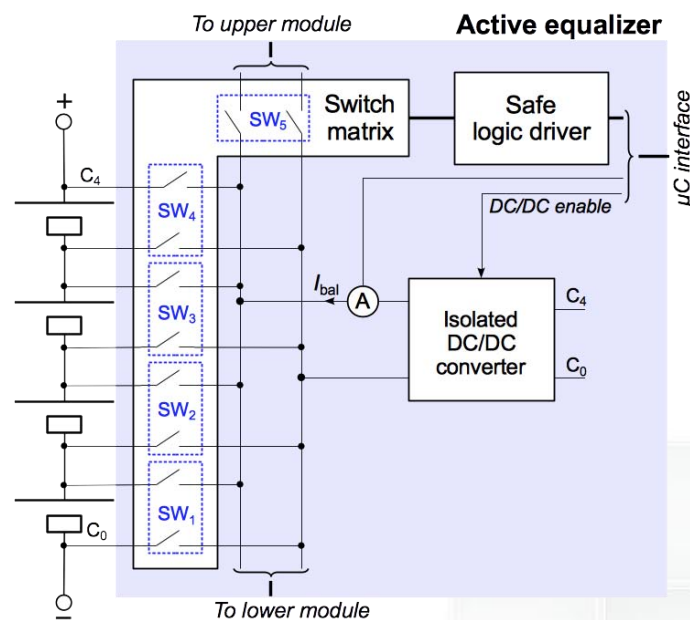 To upper module
Active equalizer
+
SW5
Switch
matrix
Safe
logic driver
µC interface
C4
SW4
DC/DC enable
Ibal
A
C4
SW3
Isolated
DC/DC
converter
C0
SW2
C0
SW1
To lower module